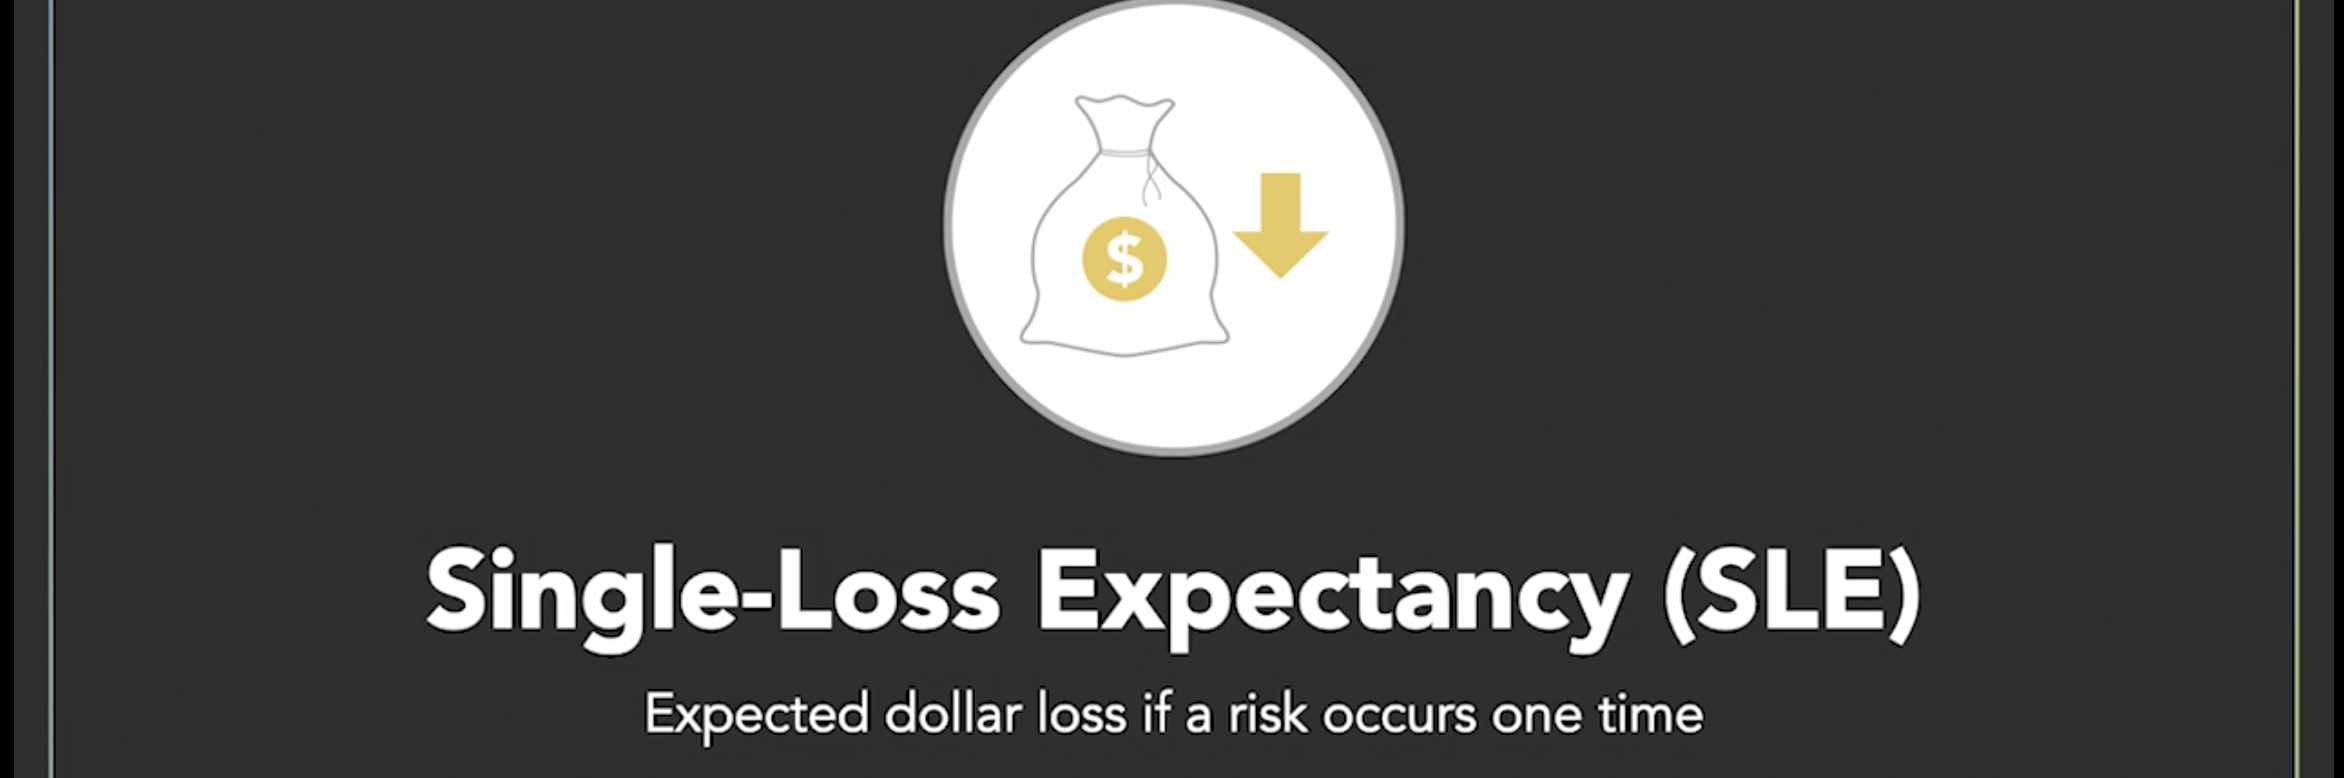 $
Single-Loss Expectancy (SLE)
Expected dollar loss if a risk occurs one time